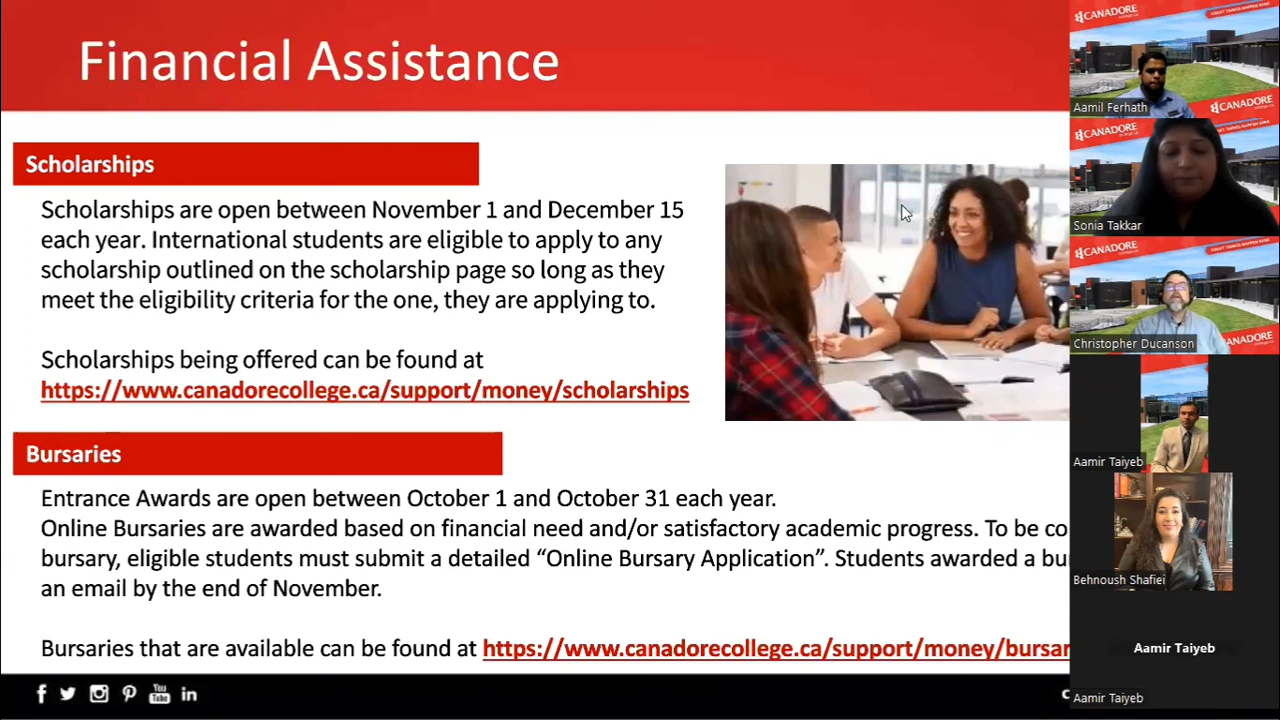 Financial Assistance
Scholarships
Scholarships are open between November 1 and December 15
each year. International students are eligible to apply to any
scholarship outlined on the scholarship page so long as they
meet the eligibility criteria for the one, they are applying to.
Scholarships being offered can be found at
https://www.canadorecollege.ca/support/money/scholarships
Bursaries
Entrance Awards are open between October 1 and October 31 each year.
Online Bursaries are awarded based on financial need and/or satisfactory academic progress. To be co
bursary, eligible students must submit a detailed “Online Bursary Application”. Students awarded a bu
an email by the end of November.
Bursaries that are available can be found at https://www.canadorecollege.ca/support/money/bursar
You
Tube
in
CANADORE
CANADORE
Aamil Ferhath
CANADORE
Sonia Takkar
CANADORE
CANADORE
Christopher Ducanson
Aamir Taiyeb
Behnoush Shafiei
Aamir Taiyeb
Aamir Taiyeb